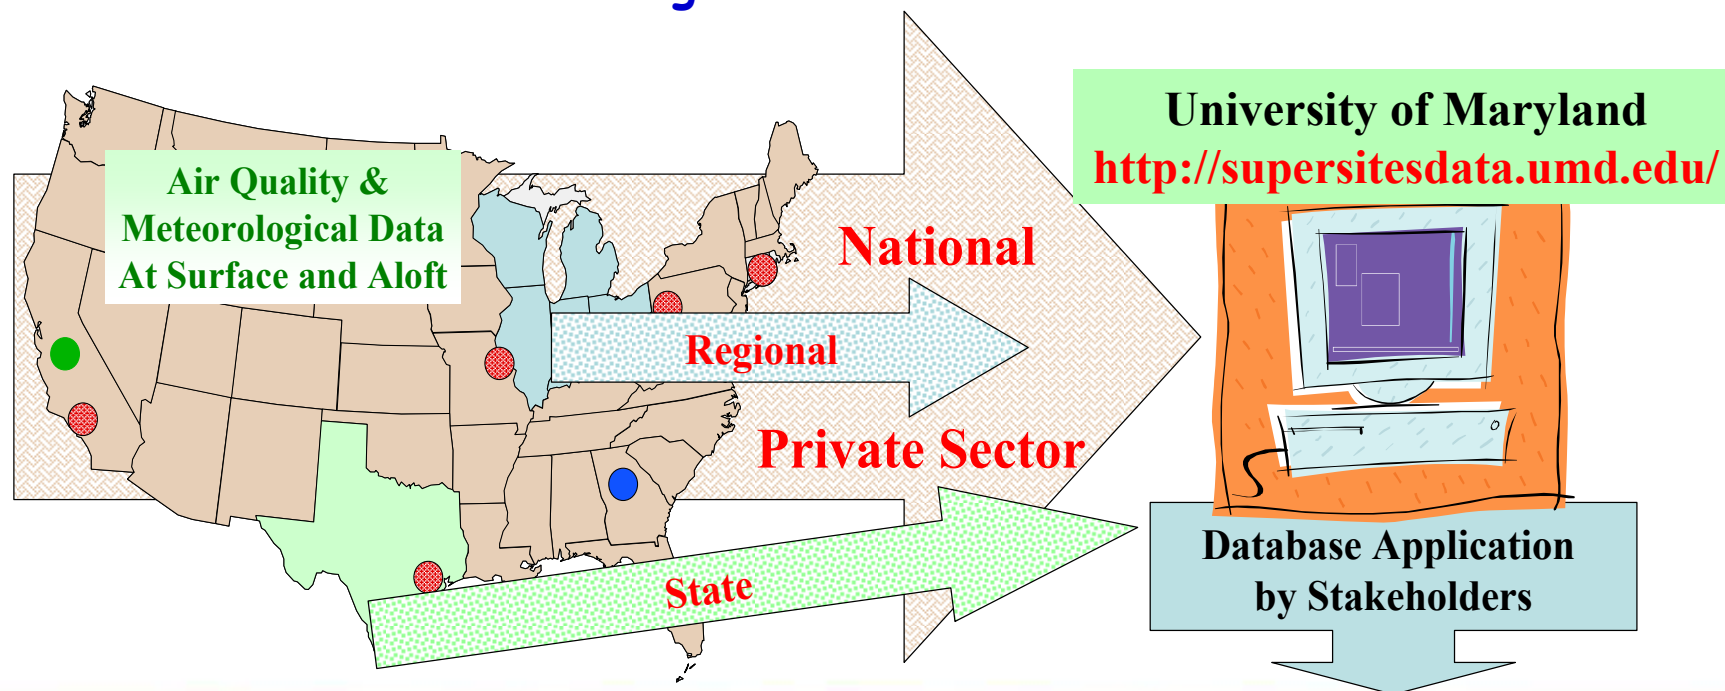 Air Quality &
Meteorological Data
At Surface and Aloft
National
Regional
Private Sector
State
University of Maryland
http://supersitesdata.umd.edu/
Database Application
by Stakeholders